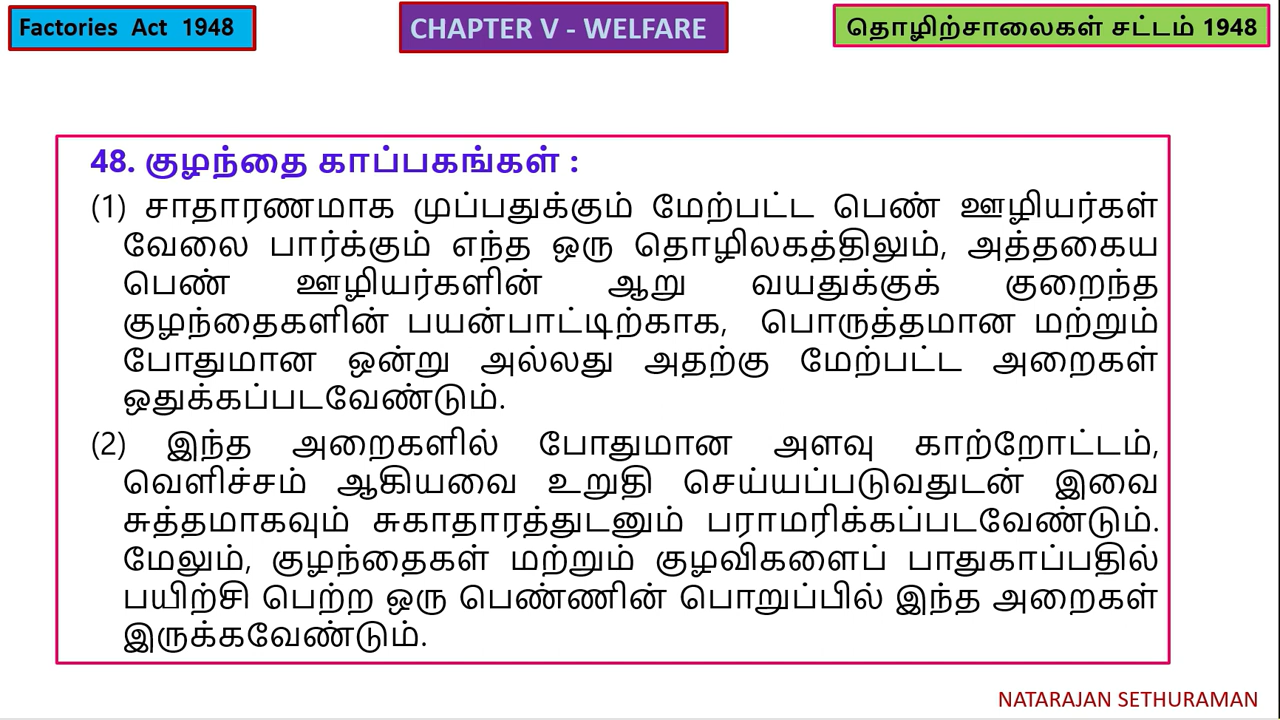 Factories Act 1948
CHAPTER V - WELFARE
தொழிற்சாலைகள் சட்டம் 1948
48. குழந்தை காப்பகங்கள் :
(1) சாதாரணமாக முப்பதுக்கும் மேற்பட்ட பெண் ஊழியர்கள்
வேலை பார்க்கும் எந்த ஒரு தொழிலகத்திலும், அத்தகைய
பெண் ஊழியர்களின் ஆறு வயதுக்குக் குறைந்த
குழந்தைகளின் பயன்பாட்டிற்காக, பொருத்தமான மற்றும்
போதுமான ஒன்று அல்லது அதற்கு மேற்பட்ட அறைகள்
ஒதுக்கப்படவேண்டும்.
(2) இந்த அறைகளில் போதுமான அளவு காற்றோட்டம்,
வெளிச்சம் ஆகியவை உறுதி செய்யப்படுவதுடன் இவை
சுத்தமாகவும் சுகாதாரத்துடனும் பராமரிக்கப்படவேண்டும்.
மேலும், குழந்தைகள் மற்றும் குழவிகளைப் பாதுகாப்பதில்
பயிற்சி பெற்ற ஒரு பெண்ணின் பொறுப்பில் இந்த அறைகள்
இருக்கவேண்டும்.
NATARAJAN SETHURAMAN